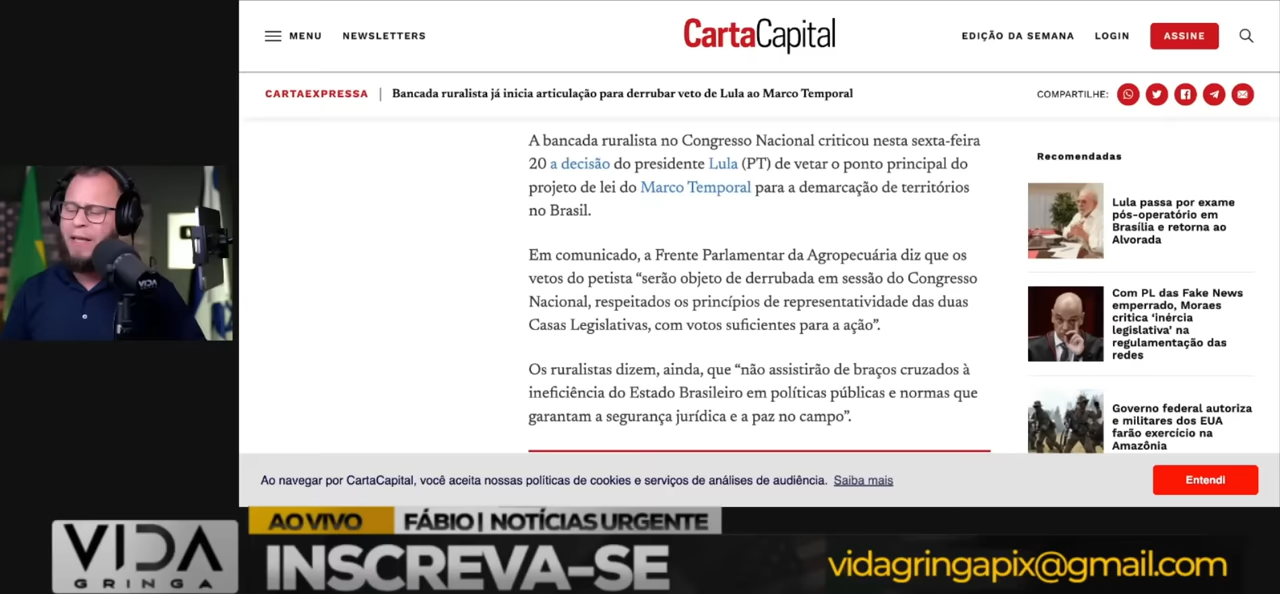 MENU
NEWSLETTERS
CartaCapital
EDIÇÃO DA SEMANA
LOGIN
ASSINE
CARTAEXPRESSA | Bancada ruralista já inicia articulação para derrubar veto de Lula ao Marco Temporal
COMPARTILHE:
A bancada ruralista no Congresso Nacional criticou nesta sexta-feira
20 a decisão do presidente Lula (PT) de vetar o ponto principal do
projeto de lei do Marco Temporal para a demarcação de territórios
no Brasil.
Em comunicado, a Frente Parlamentar da Agropecuária diz que os
vetos do petista “serão objeto de derrubada em sessão do Congresso
Nacional, respeitados os princípios de representatividade das duas
Casas Legislativas, com votos suficientes para a ação”.
Os ruralistas dizem, ainda, que “não assistirão de braços cruzados à
ineficiência do Estado Brasileiro em políticas públicas e normas que
garantam a segurança jurídica e a paz no campo”.
Recomendadas
Lula passa por exame
pós-operatório em
Brasília e retorna ao
Alvorada
Com PL das Fake News
emperrado, Moraes
critica ‘inércia
legislativa’ na
regulamentação das
redes
Governo federal autoriza
e militares dos EUA
farão exercício na
Amazônia
Ao navegar por CartaCapital, você aceita nossas políticas de cookies e serviços de análises de audiência. Saiba mais
Entendi
VIDA
VIDA
GRINGA
AO VIVO
FÁBIO | NOTÍCIAS URGENTE
INSCREVA-SE
vidagringapix@gmail.com